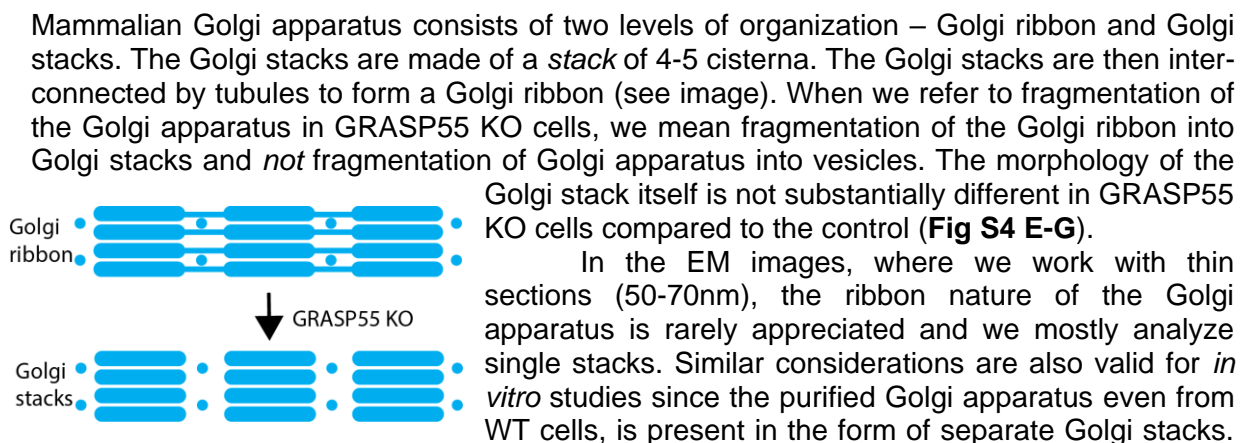 Mammalian Golgi apparatus consists of two levels of organization – Golgi ribbon and Golgi
stacks. The Golgi stacks are made of a stack of 4-5 cisterna. The Golgi stacks are then inter-
connected by tubules to form a Golgi ribbon (see image). When we refer to fragmentation of
the Golgi apparatus in GRASP55 KO cells, we mean fragmentation of the Golgi ribbon into
Golgi stacks and not fragmentation of Golgi apparatus into vesicles. The morphology of the
Golgi stack itself is not substantially different in GRASP55
KO cells compared to the control (Fig S4 E-G).
In the EM images, where we work with thin
sections (50-70nm), the ribbon nature of the Golgi
apparatus is rarely appreciated and we mostly analyze
single stacks. Similar considerations are also valid for in
vitro studies since the purified Golgi apparatus even from
WT cells, is present in the form of separate Golgi stacks.
Golgi
ribbon
GRASP55 KO
Golgi
stacks